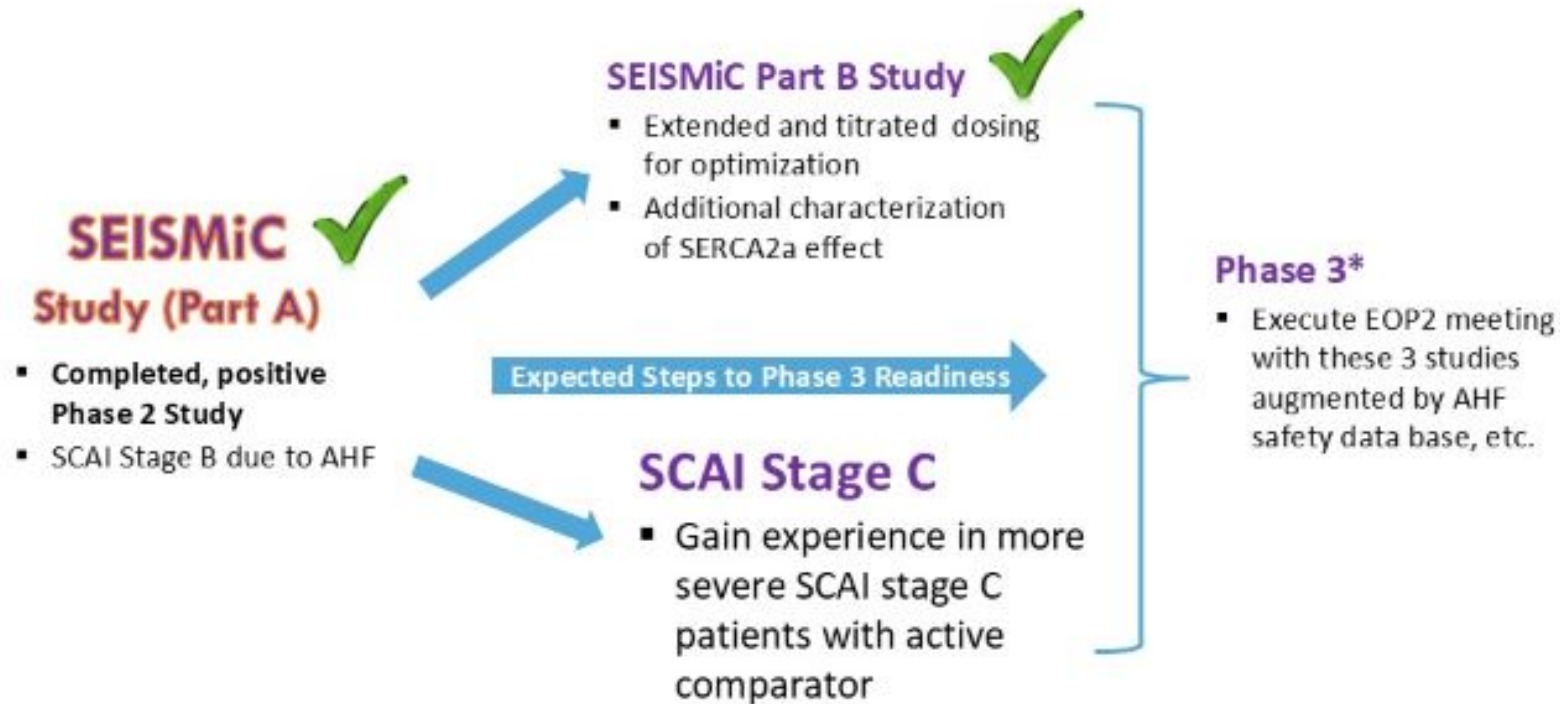 SEISMiC
Study (Part A)
▪ Completed, positive
Phase 2 Study
▪ SCAI Stage B due to AHF
SEISMiC Part B Study
▪ Extended and titrated dosing
for optimization
▪ Additional characterization
of SERCA2a effect
Expected Steps to Phase 3 Readiness
SCAI Stage C
▪ Gain experience in more
severe SCAI stage C
patients with active
comparator
Phase 3*
▪ Execute EOP2 meeting
with these 3 studies
augmented by AHF
safety data base, etc.